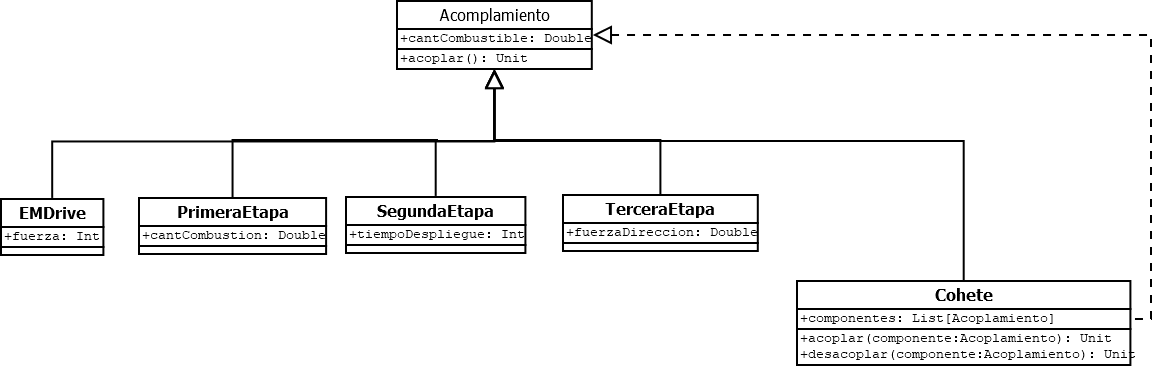 Acomplamiento
+cantCombustible: Double
+acoplar(): Unit
EMDrive
+fuerza: Int
PrimeraEtapa
+cantCombustion: Double
SegundaEtapa
+tiempoDespliegue: Int
TerceraEtapa
+fuerzaDireccion: Double
Cohete
+componentes: List[Acoplamiento]
+acoplar(componente:Acoplamiento): Unit
+desacoplar(componente:Acoplamiento): Unit